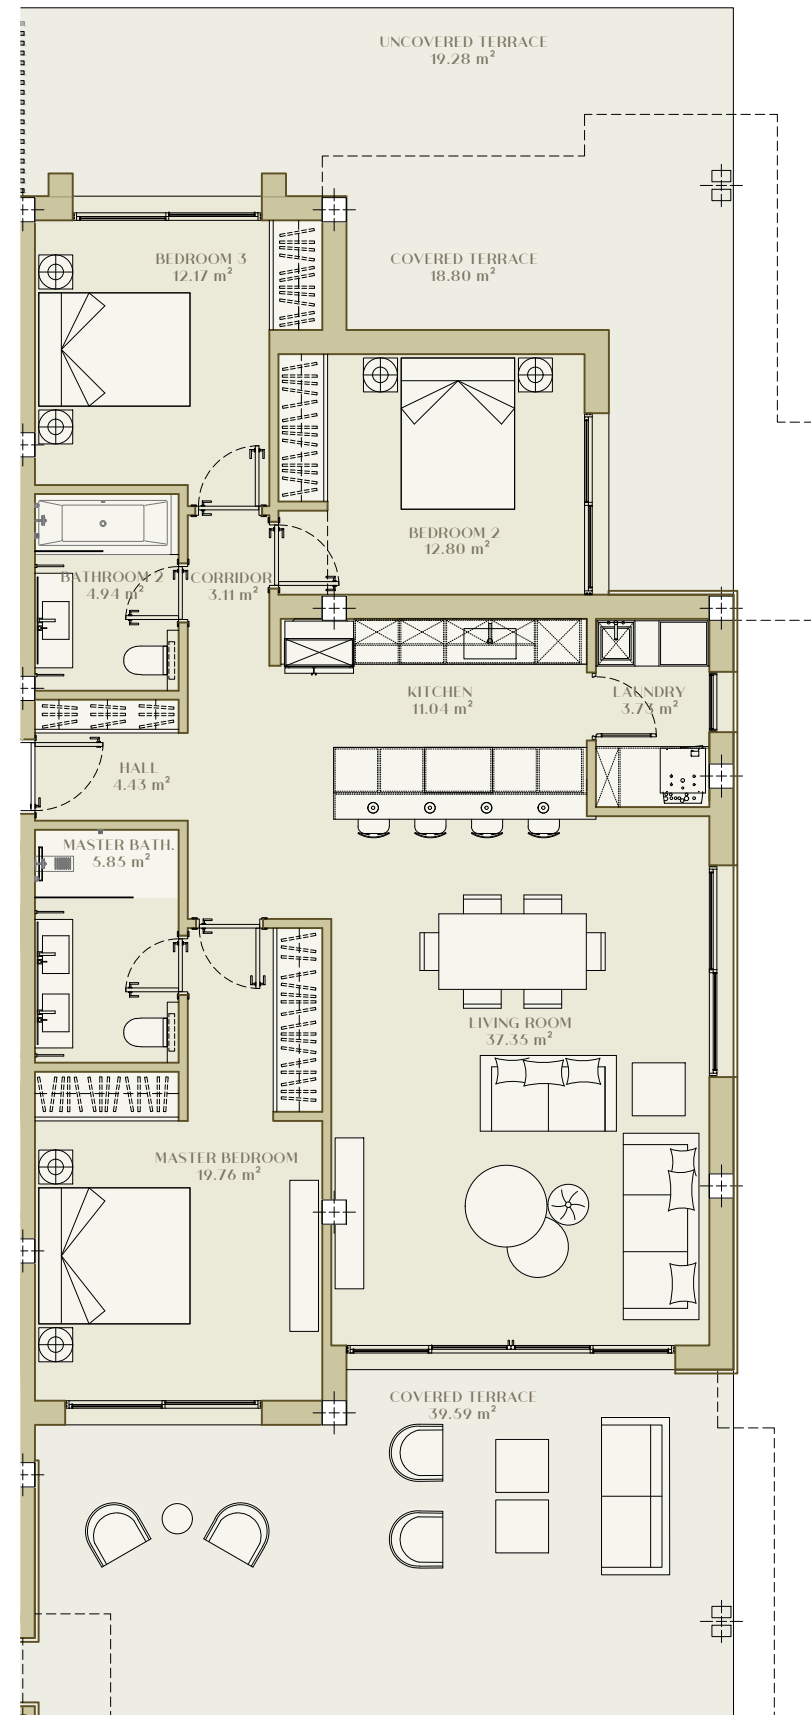 UNCOVERED TERRACE
19.28 m²
BEDROOM 3
12.17 m²
COVERED TERRACE
18.80 m²
BEDROOM 2
12.80 m²
BATHROOM 2
4.94 m²
CORRIDOR
3.11 m²
KITCHEN
11.04 m²
LAUNDRY
3.73 m²
HALL
4.43 m²
MASTER BATH.
5.85 m²
LIVING ROOM
37.35 m²
MASTER BEDROOM
19.76 m²
COVERED TERRACE
39.59 m²